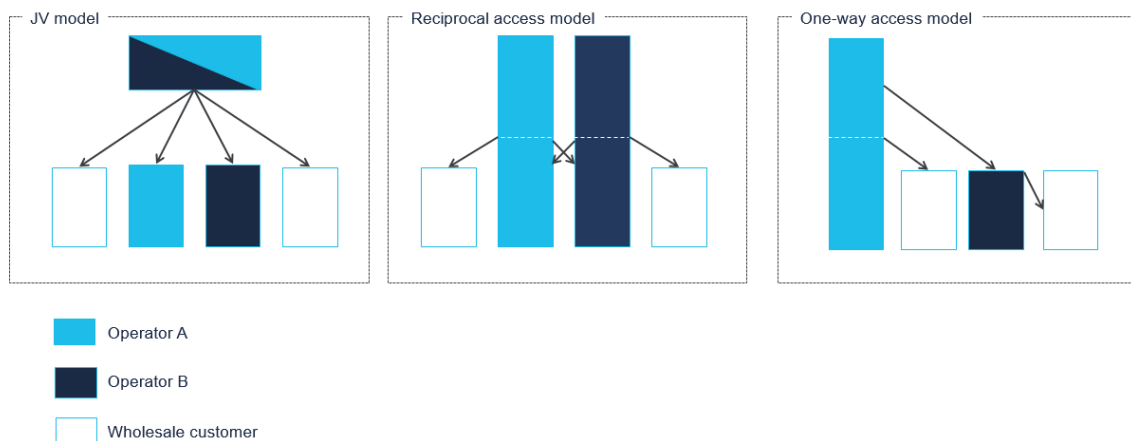 JV model
Reciprocal access model
One-way access model
Operator A
Operator B
Wholesale customer